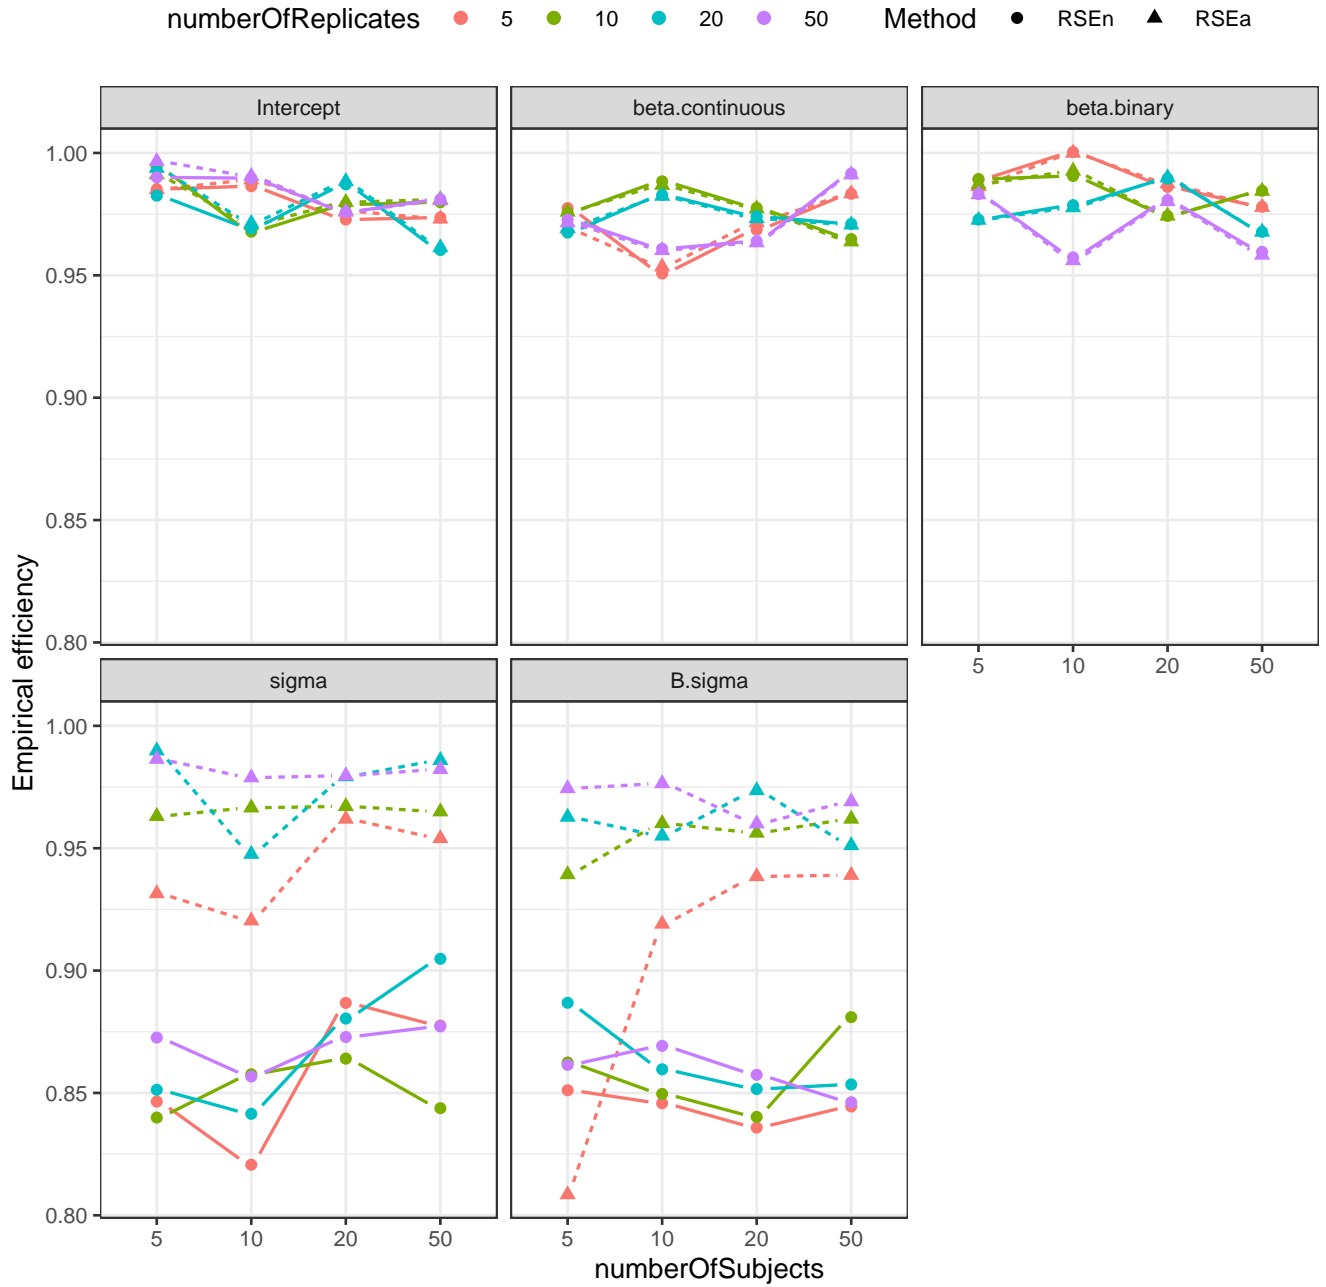 numberOfReplicates 5 10 20 50 Method RSEn RSEa
Intercept beta.continuous beta.binary
1.00
0.95
0.90
0.85
0.80
5 10 20 50
sigma B.sigma
1.00
0.95
0.90
0.85
0.80
5 10 20 50 5 10 20 50
numberOfSubjects
Empirical efficiency